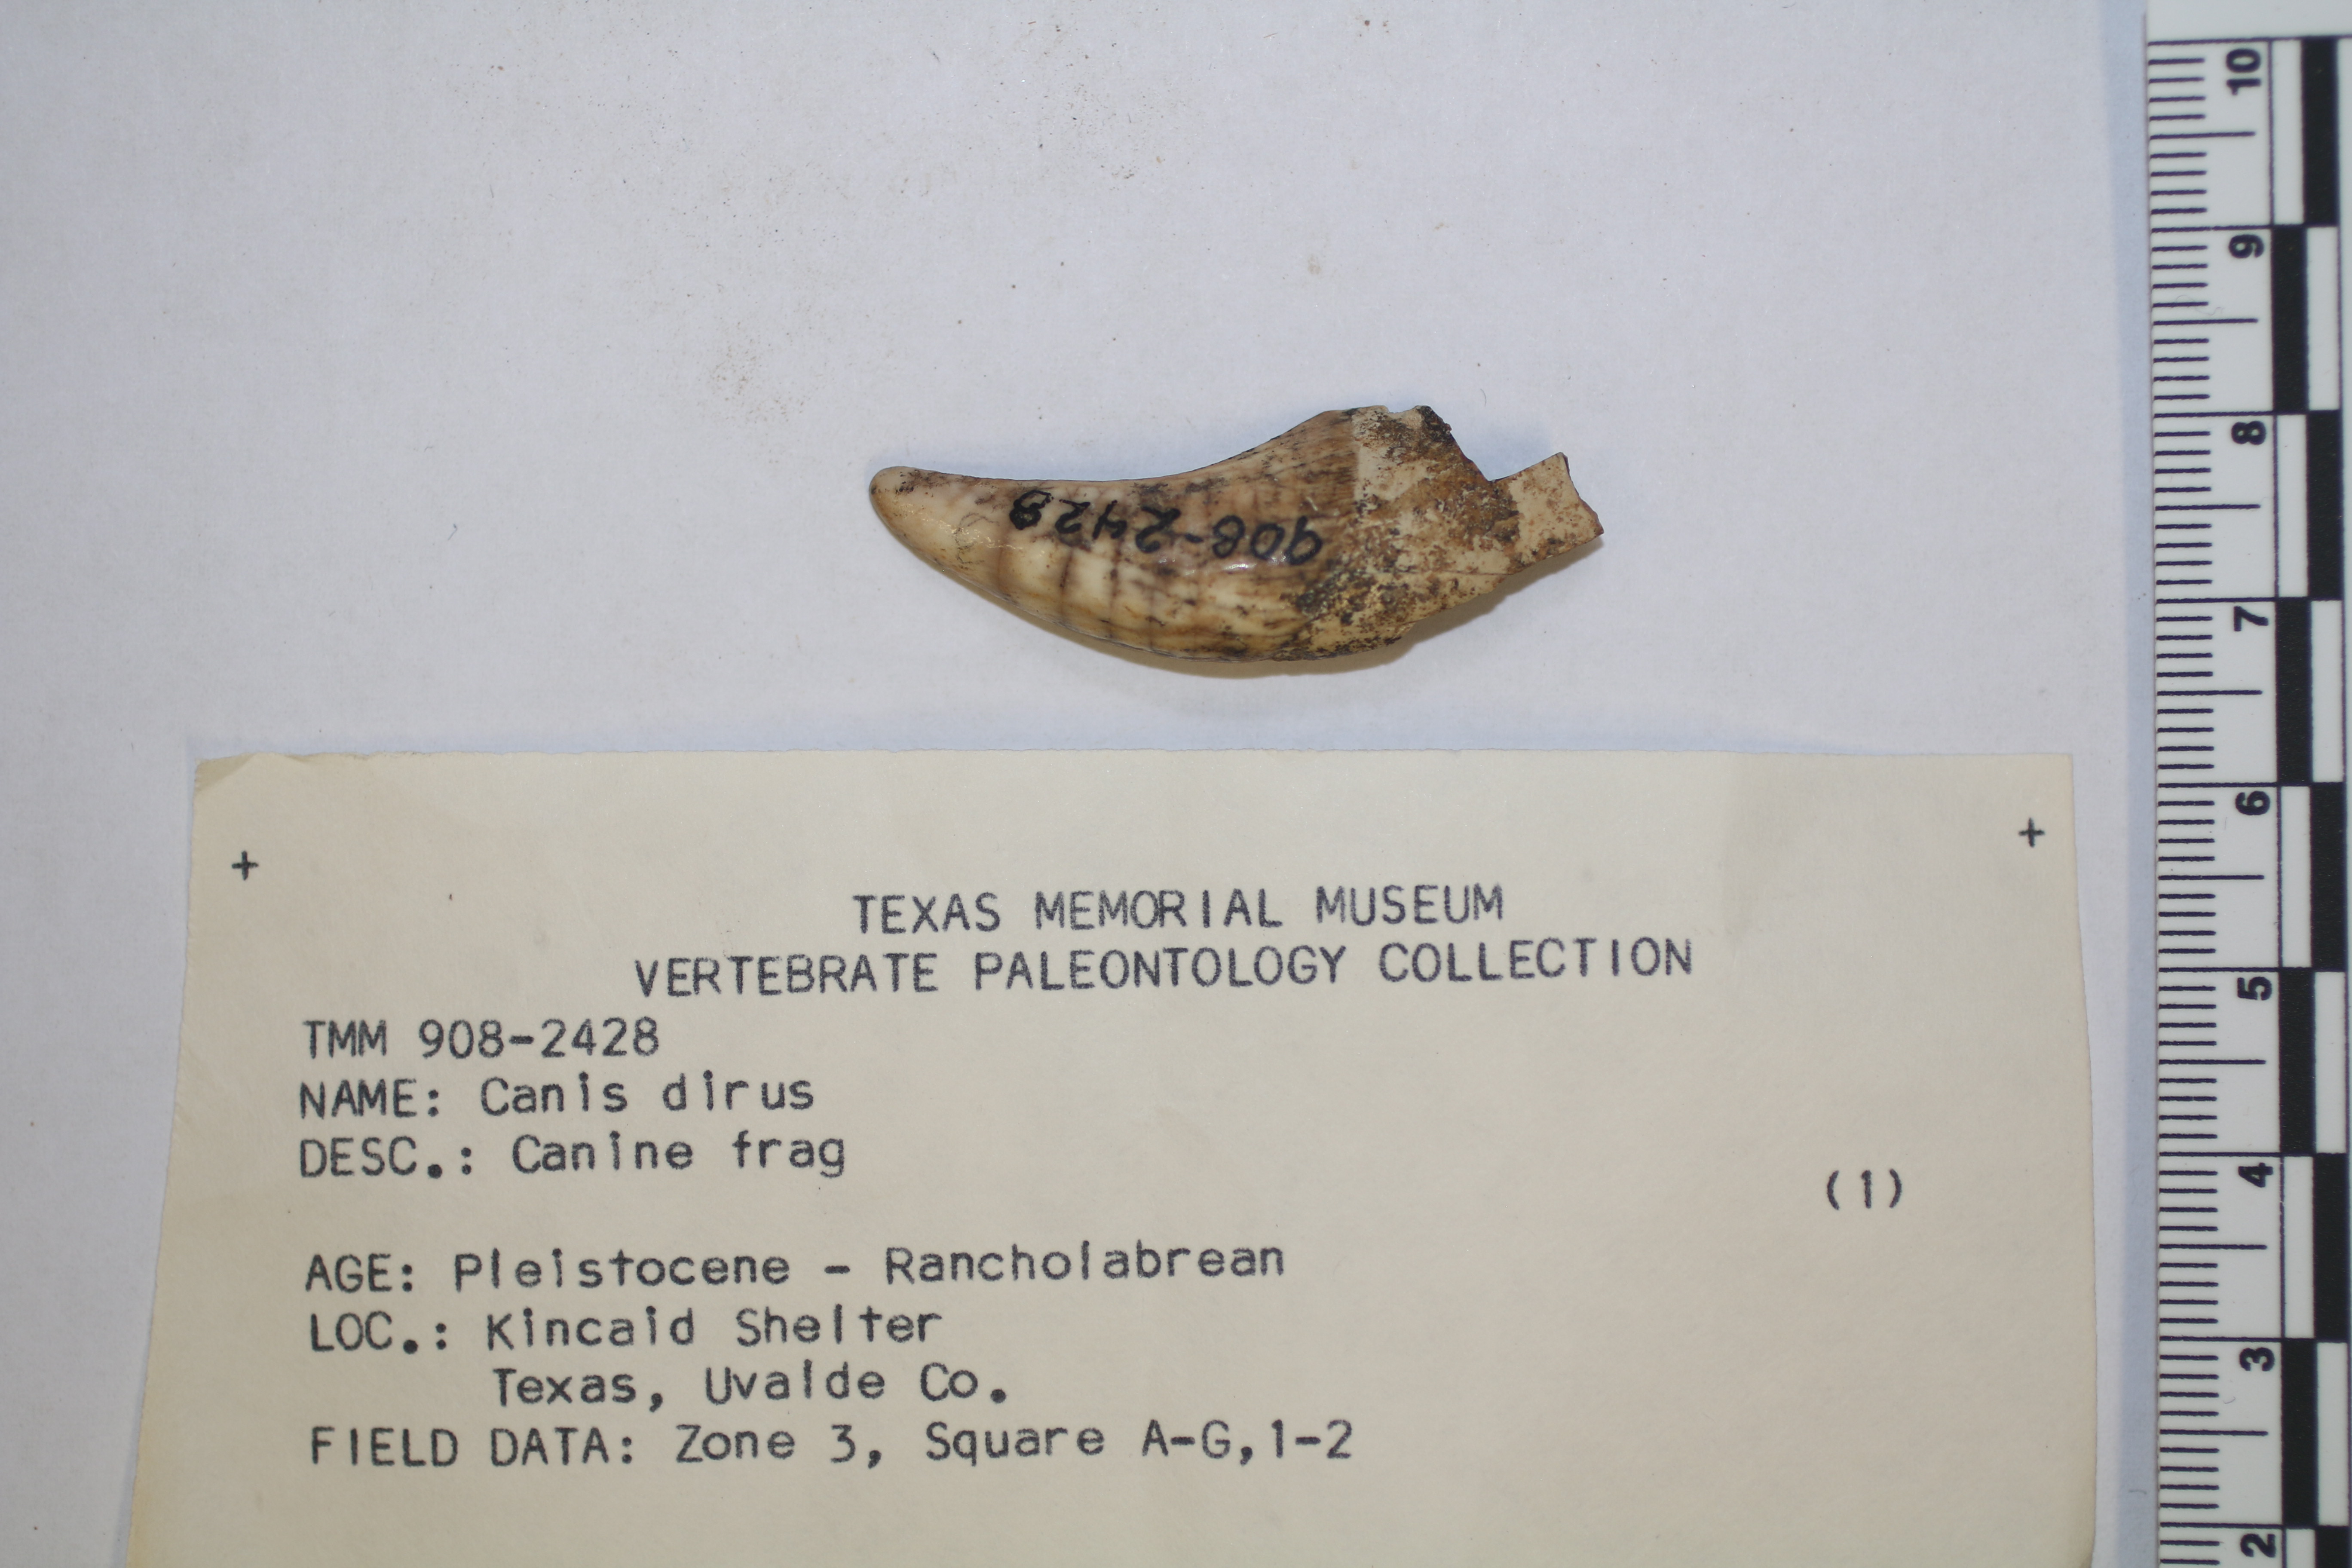 908-2428
TEXAS MEMORIAL MUSEUM
VERTEBRATE PALEONTOLOGY COLLECTION
TMM 908-2428
NAME: Canis dirus
DESC.: Canine frag
(1)
AGE: Pleistocene - Rancholabrean
LOC.: Kincaid Shelter
Texas, Uvalde Co.
FIELD DATA: Zone 3, Square A-G,1-2
10
9
8
7
6
5
4
3
2